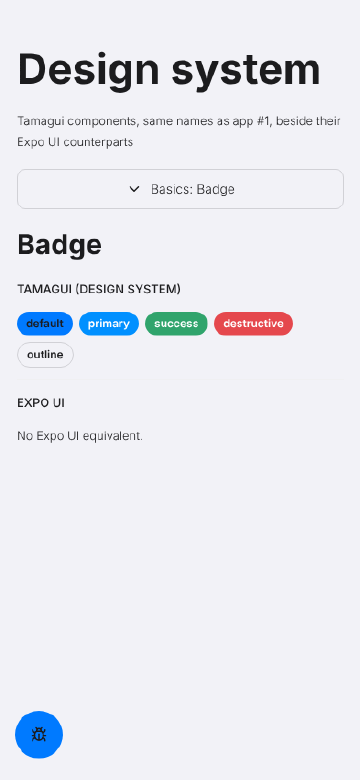 Design system
Tamagui components, same names as app #1, beside their
Expo UI counterparts
Basics: Badge
Badge
TAMAGUI (DESIGN SYSTEM)
default primary success destructive
outline
EXPO UI
No Expo UI equivalent.